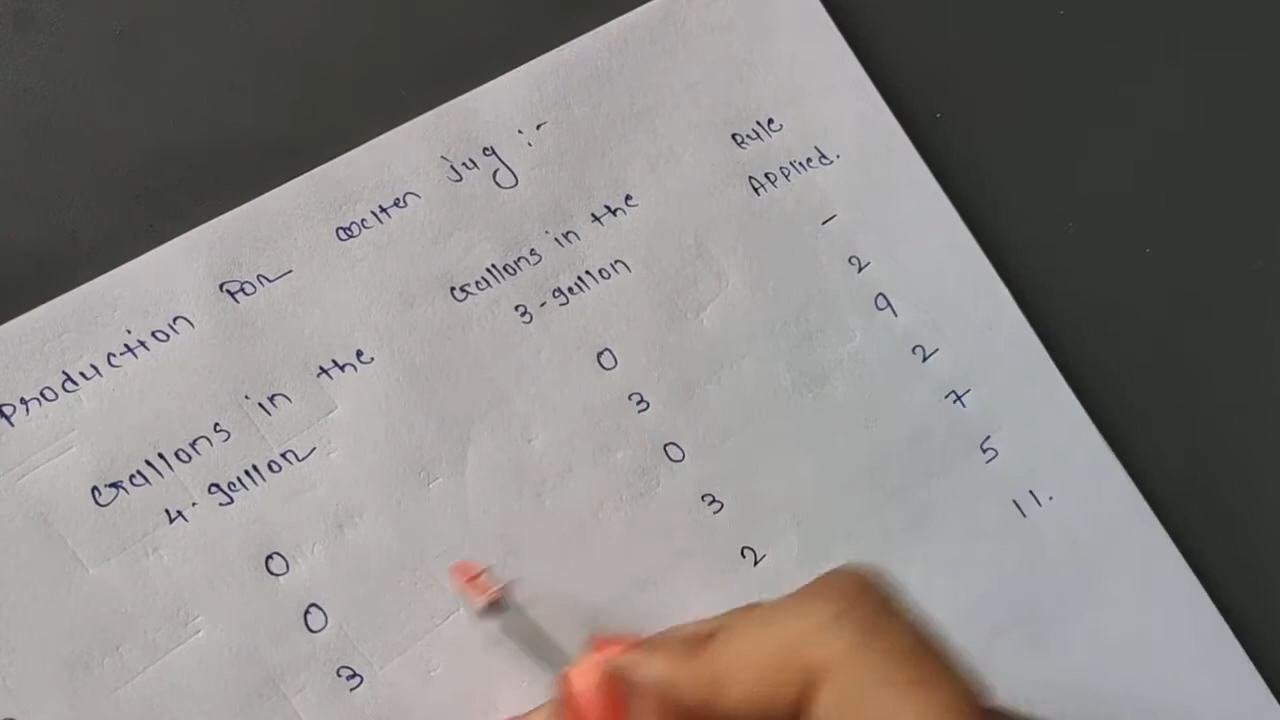 Production For water jug :-
Gallons in the
4-gallon
Gallons in the
3-gallon
Rule
Applied.
0 0 -
0 3 2
3 0 9
3 2
2 7
5
11.